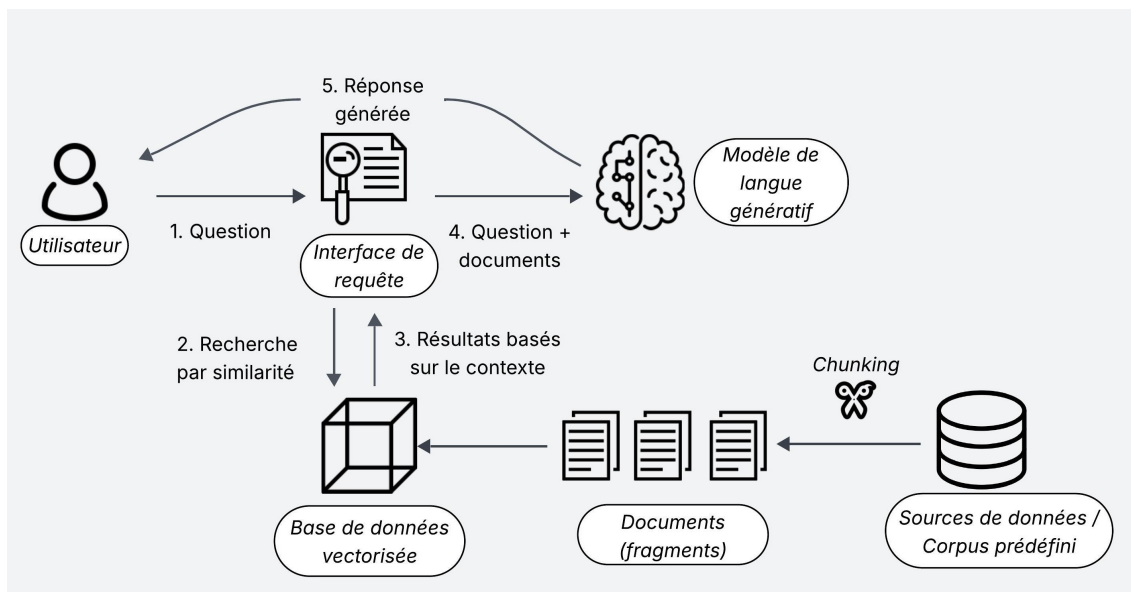 5. Réponse
générée
Modèle de
langue
génératif
1. Question
4. Question +
documents
Utilisateur
Interface de
requête
2. Recherche
par similarité
3. Résultats basés
sur le contexte
Chunking
Base de données
vectorisée
Documents
(fragments)
Sources de données /
Corpus prédéfini